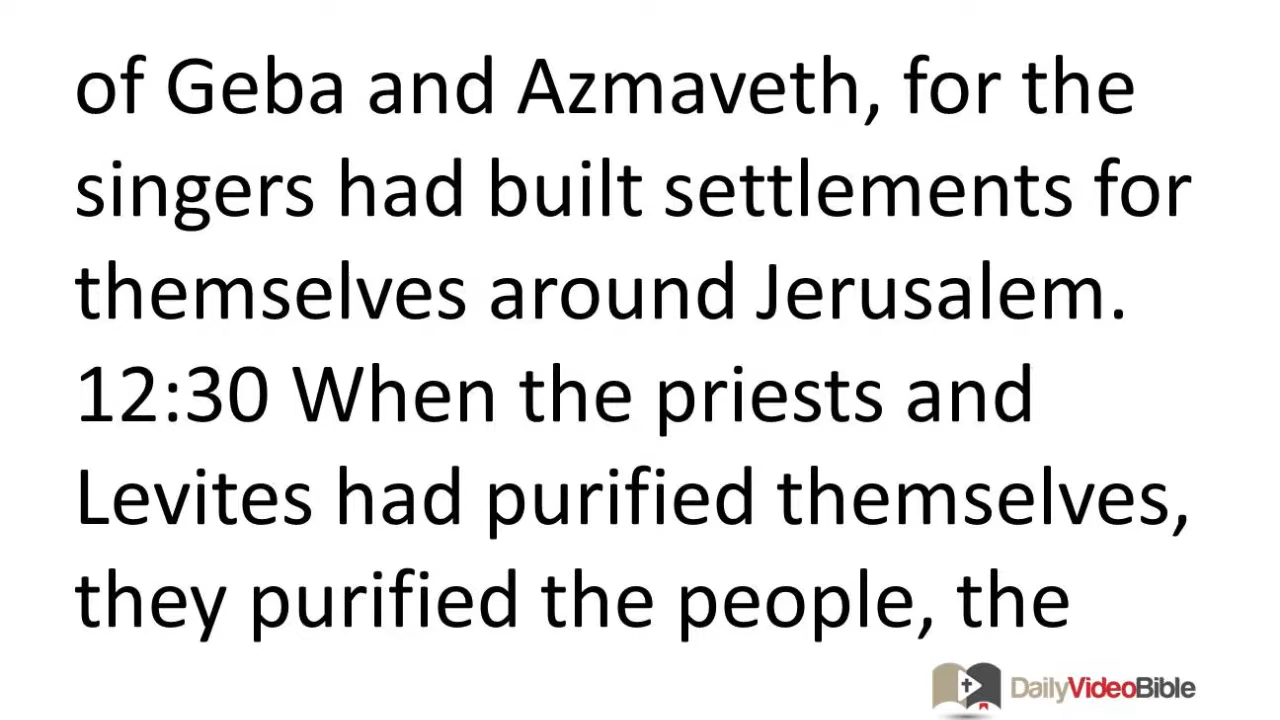 of Geba and Azmaveth, for the
singers had built settlements for
themselves around Jerusalem.
12:30 When the priests and
Levites had purified themselves,
they purified the people, the
DailyVideoBible